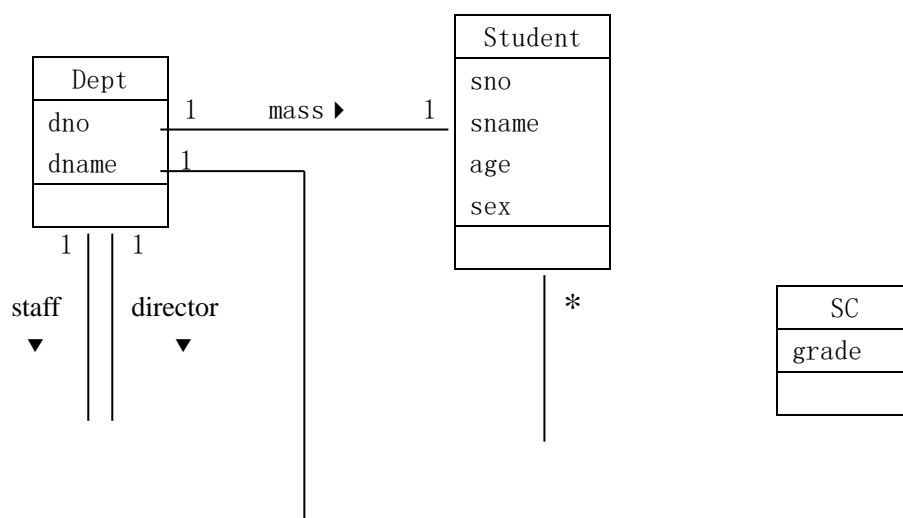 Student
sno
sname
age
sex
Dept
dno
dname
1 mass 1
1
1 1
staff director
*
SC
grade